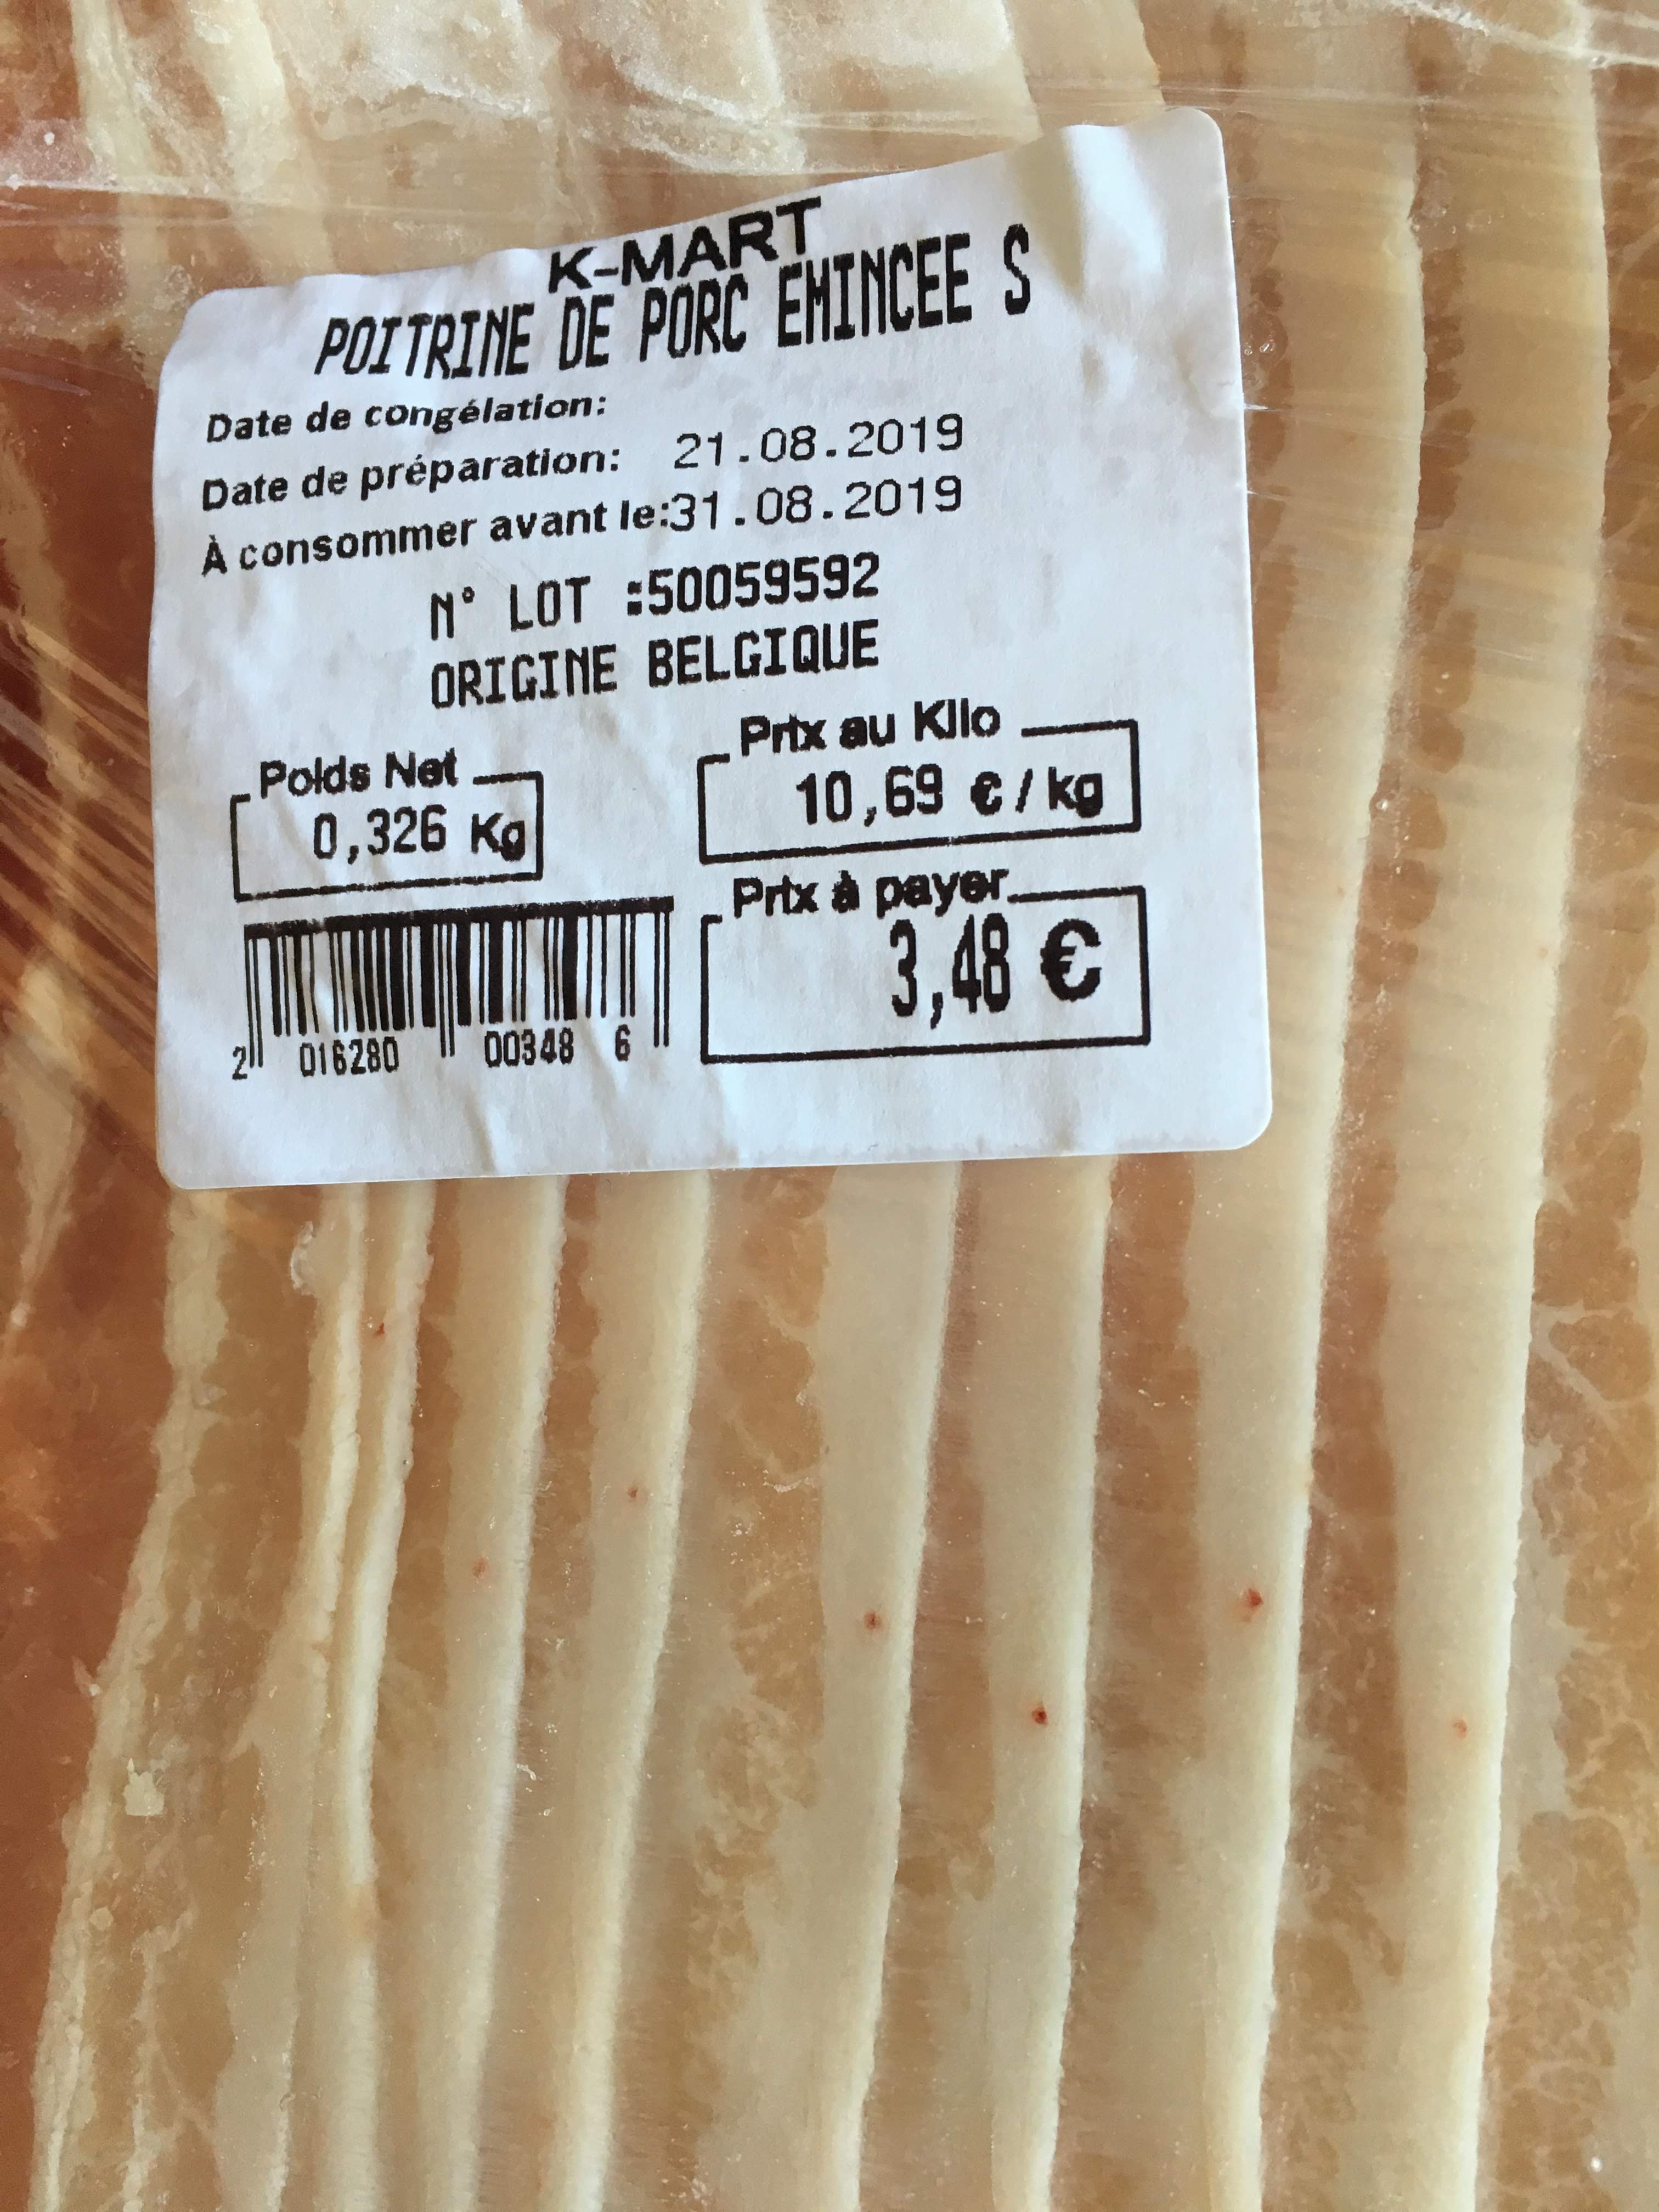 K-MART
POITRINE DE PORC EMINCEE S
Date de congélation:
Date de préparation: 21.08.2019
À consommer avant le:31.08.2019
N° LOT :50059592
ORIGINE BELGIQUE
Poids Net
0,326 Kg
Prix au Kilo
10,69 €/kg
Prix à payer
3,48 €
2 016280 00348 6